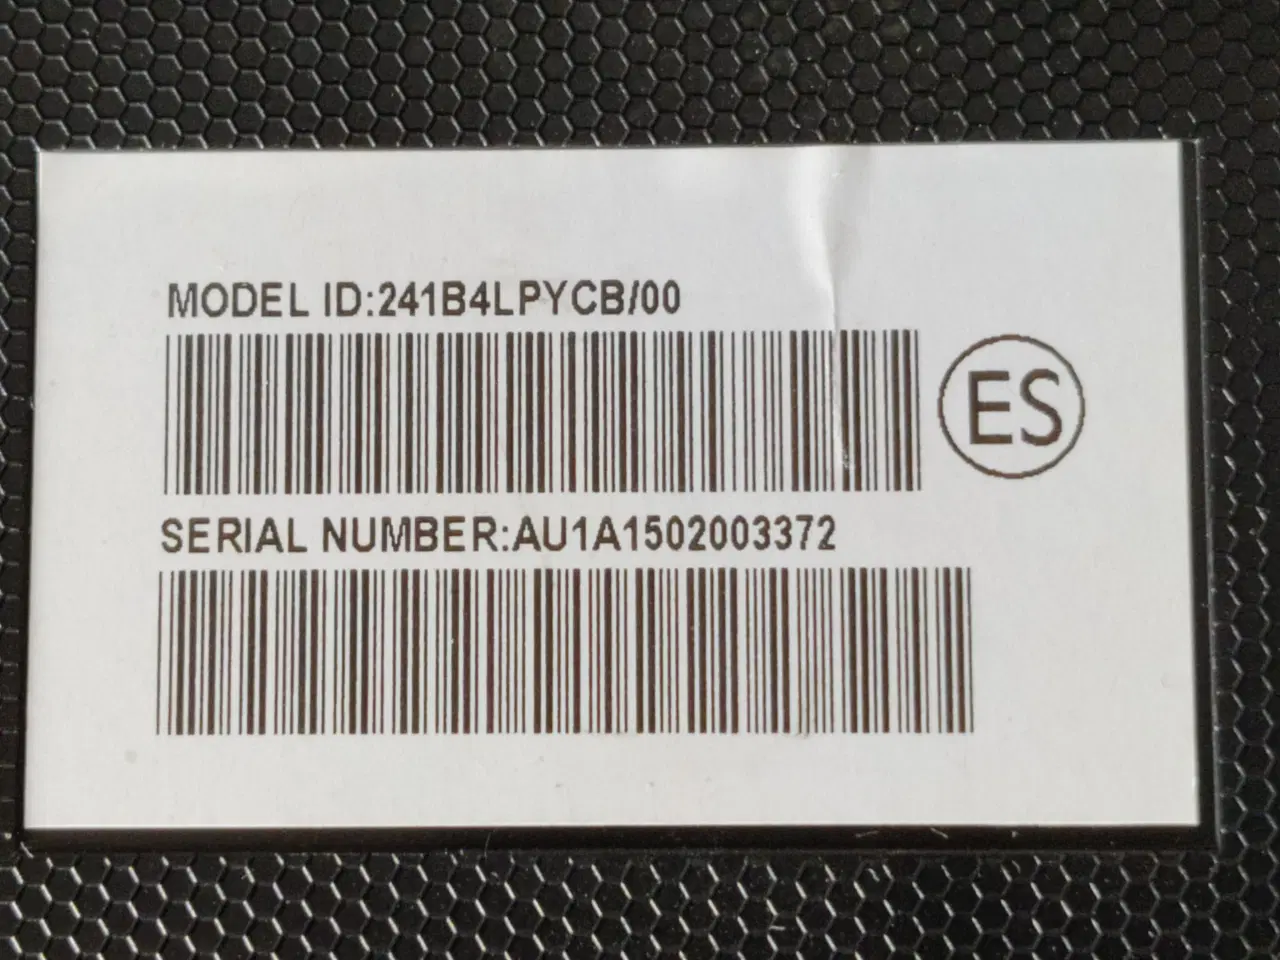 MODEL ID:241B4LPYCB/00
ES
SERIAL NUMBER:AU1A1502003372